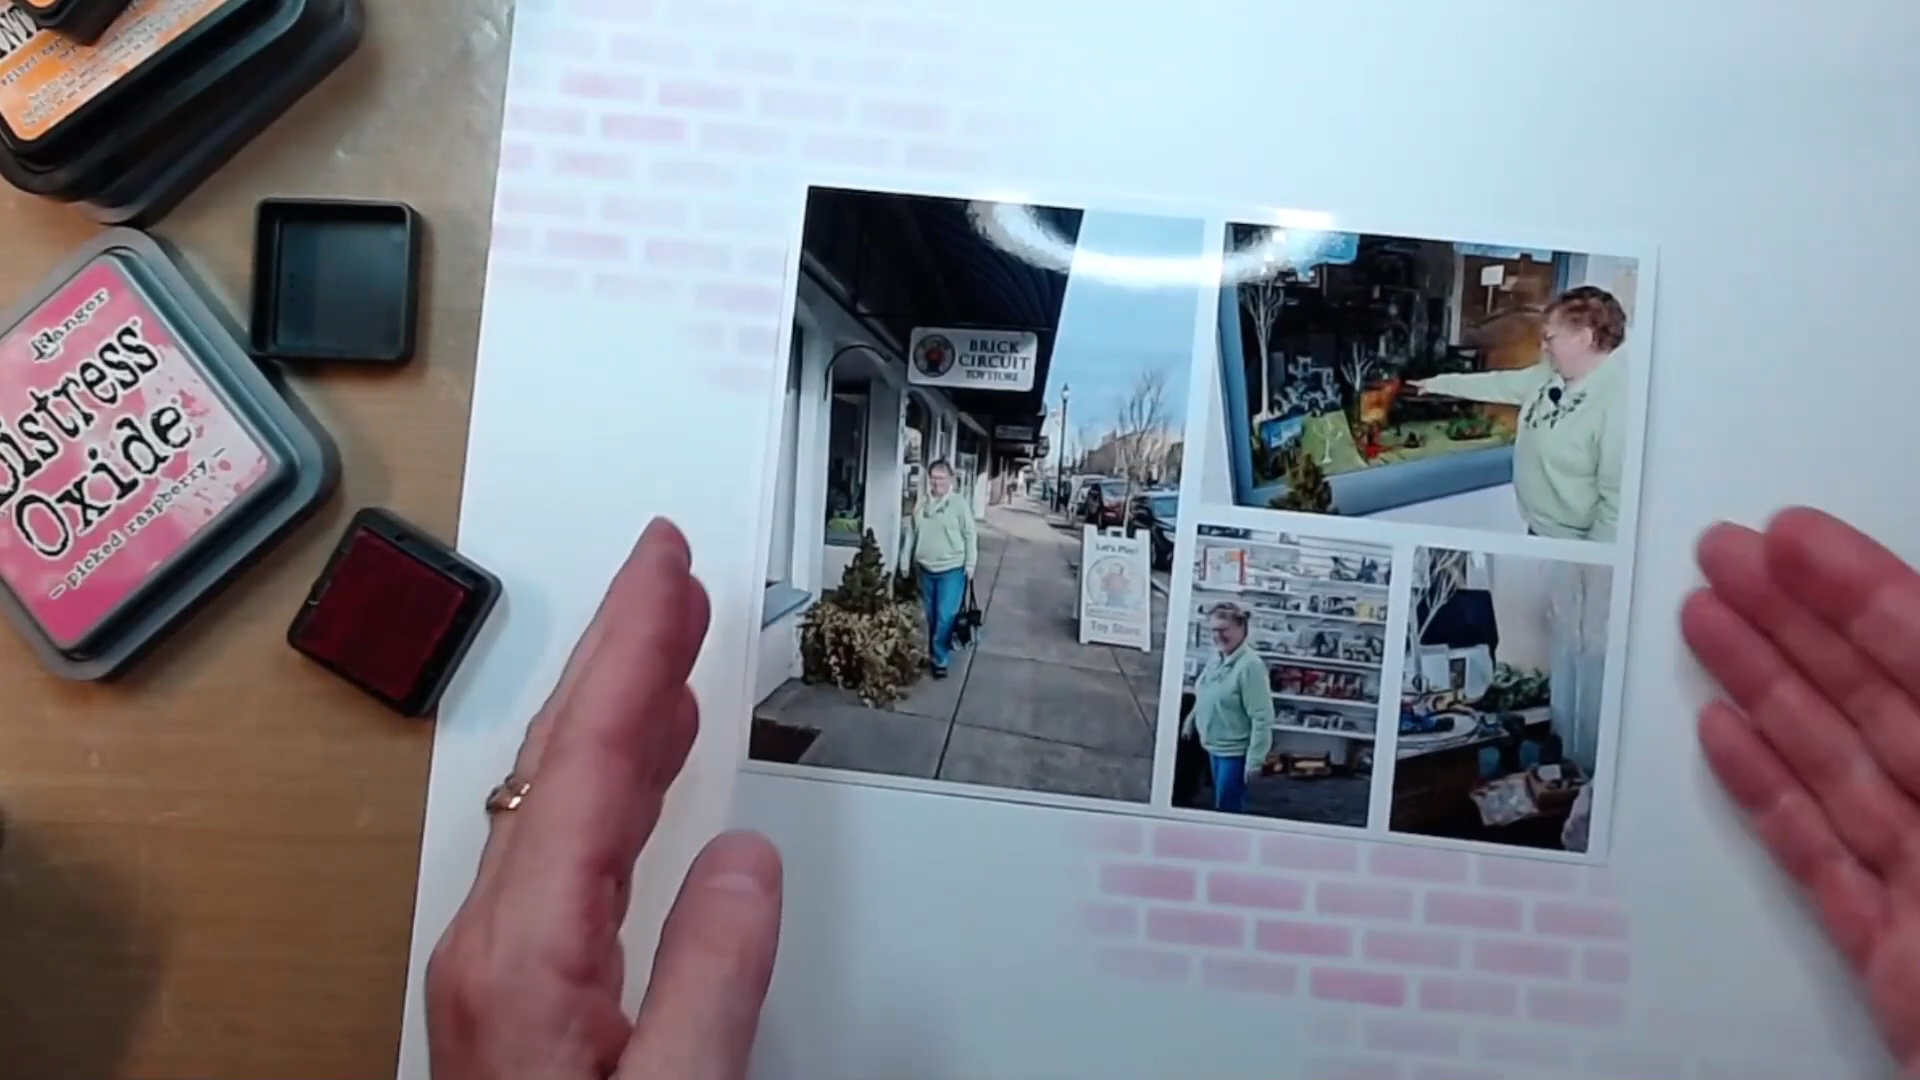 Ranger
Distress
Oxide
- picked raspberry -
BRICK
CIRCUIT
TOY STORE
Let's Play!
Toy Store